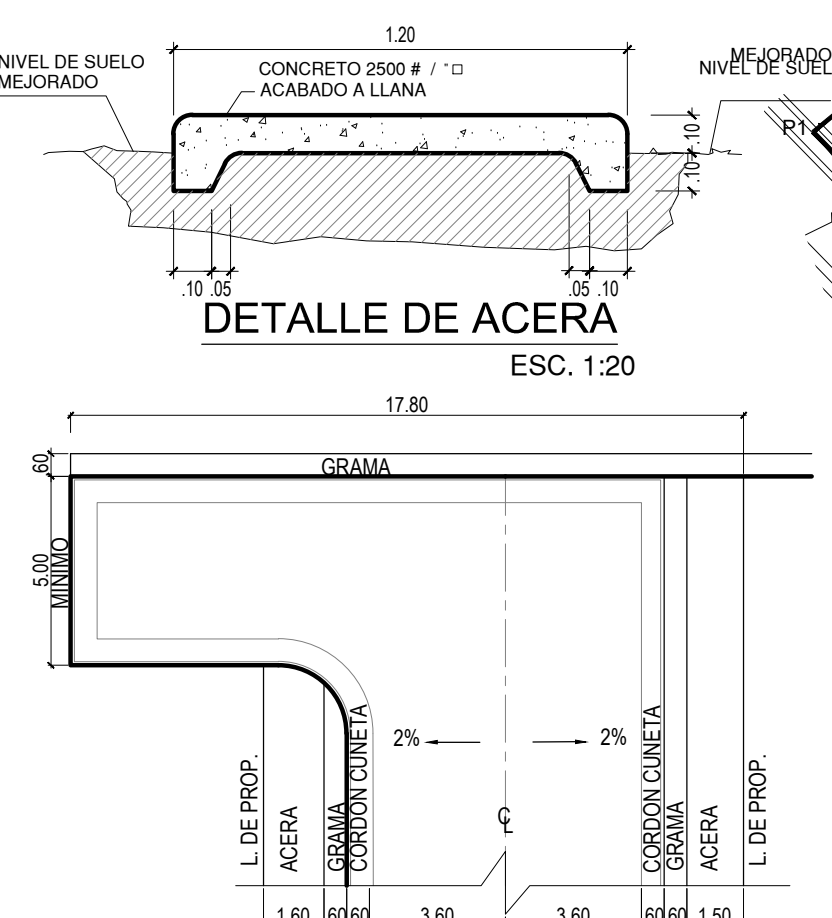 1.20
NIVEL DE SUELO
MEJORADO
CONCRETO 2500 # / "□
ACABADO A LLANA
MEJORADO
NIVEL DE SUEL
P1
.10
.10
.10 .05
.05 .10
DETALLE DE ACERA
ESC. 1:20
17.80
.60
GRAMA
5.00
MINIMO
2%
2%
L. DE PROP.
ACERA
GRAMA
CORDON CUNETA
CL
CORDON CUNETA
GRAMA
ACERA
L. DE PROP.
1.60 .60 .60 3.60 3.60 .60 .60 1.50